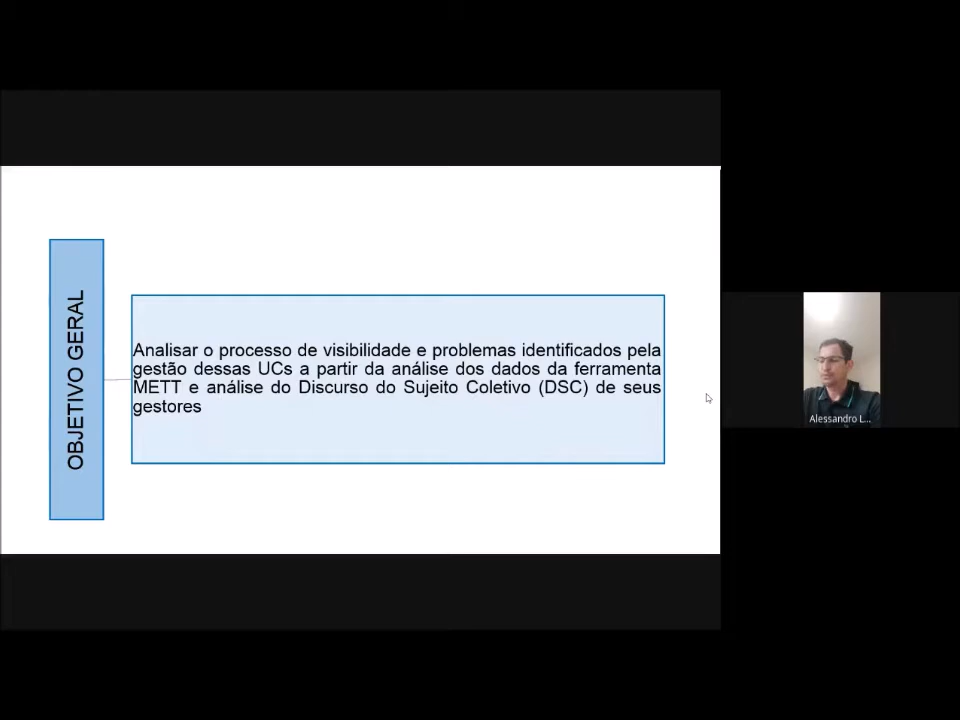 OBJETIVO GERAL
Analisar o processo de visibilidade e problemas identificados pela
gestão dessas UCs a partir da análise dos dados da ferramenta
METT e análise do Discurso do Sujeito Coletivo (DSC) de seus
gestores
Alessandro L...